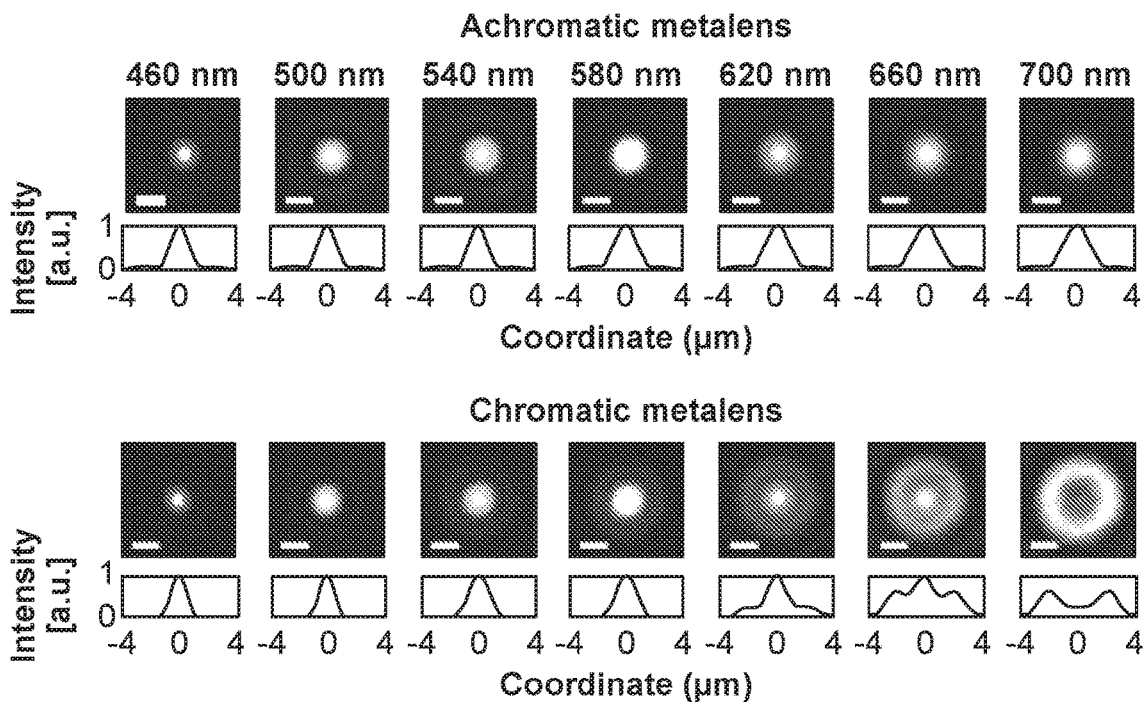 Achromatic metalens
460 nm 500 nm 540 nm 580 nm 620 nm 660 nm 700 nm
Intensity
[a.u.]
1
0
-4 0 4 -4 0 4 -4 0 4 -4 0 4 -4 0 4 -4 0 4 -4 0 4
Coordinate (µm)
Chromatic metalens
Intensity
[a.u.]
1
0
-4 0 4 -4 0 4 -4 0 4 -4 0 4 -4 0 4 -4 0 4 -4 0 4
Coordinate (µm)